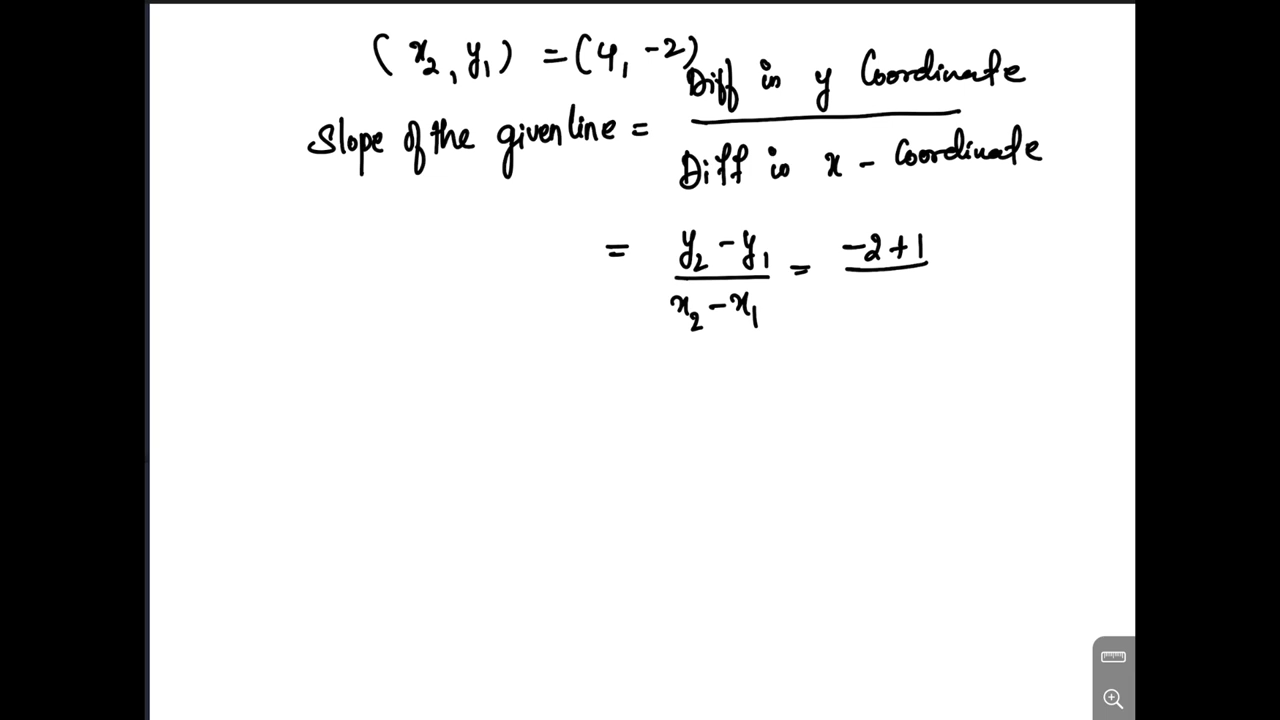 (x₂, y₁) = (4, -2)
Slope of the given line = Diff in y Coordinate / Diff in x - Coordinate
= y₂ - y₁ / x₂ - x₁ = -2 + 1